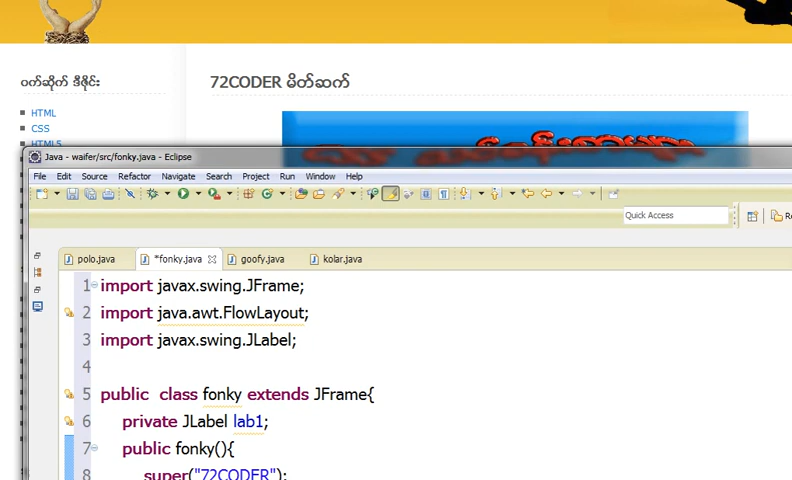 ဝက်ဆိုက် ဒီဇိုင်း
72CODER မိတ်ဆက်
HTML
CSS
HTML5
Java - waifer/src/fonky.java - Eclipse
File Edit Source Refactor Navigate Search Project Run Window Help
Quick Access
polo.java *fonky.java goofy.java kolar.java
1 import javax.swing.JFrame;
2 import java.awt.FlowLayout;
3 import javax.swing.JLabel;
4
5 public class fonky extends JFrame{
6 private JLabel lab1;
7 public fonky(){
8 super("72CODER");